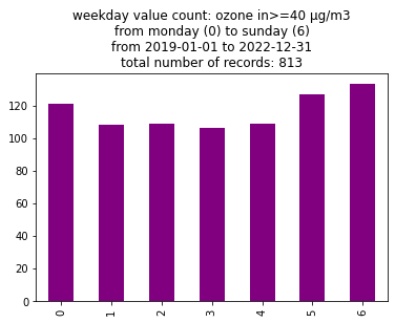 weekday value count: ozone in>=40 µg/m3
from monday (0) to sunday (6)
from 2019-01-01 to 2022-12-31
total number of records: 813
120
100
80
60
40
20
0
0 1 2 3 4 5 6